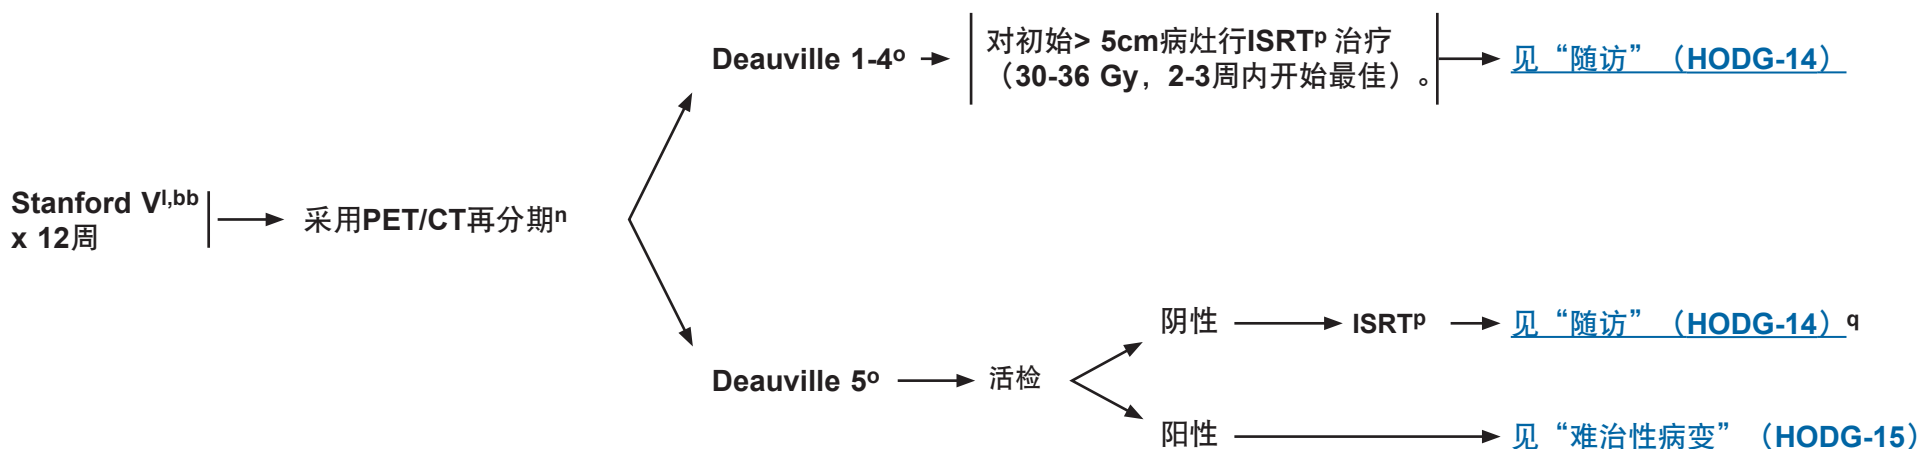 Deauville 1-4ᵒ
对初始> 5cm病灶行ISRTᵖ 治疗
（30-36 Gy，2-3周内开始最佳）。
见“随访”（HODG-14）
Stanford Vˡ,ᵇᵇ
x 12周
采用PET/CT再分期ⁿ
阴性
ISRTᵖ
见“随访”（HODG-14）q
Deauville 5ᵒ
活检
阳性
见“难治性病变”（HODG-15）